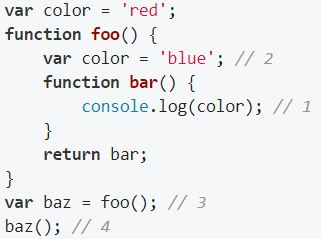 var color = 'red';
function foo() {
    var color = 'blue'; // 2
    function bar() {
        console.log(color); // 1
    }
    return bar;
}
var baz = foo(); // 3
baz(); // 4